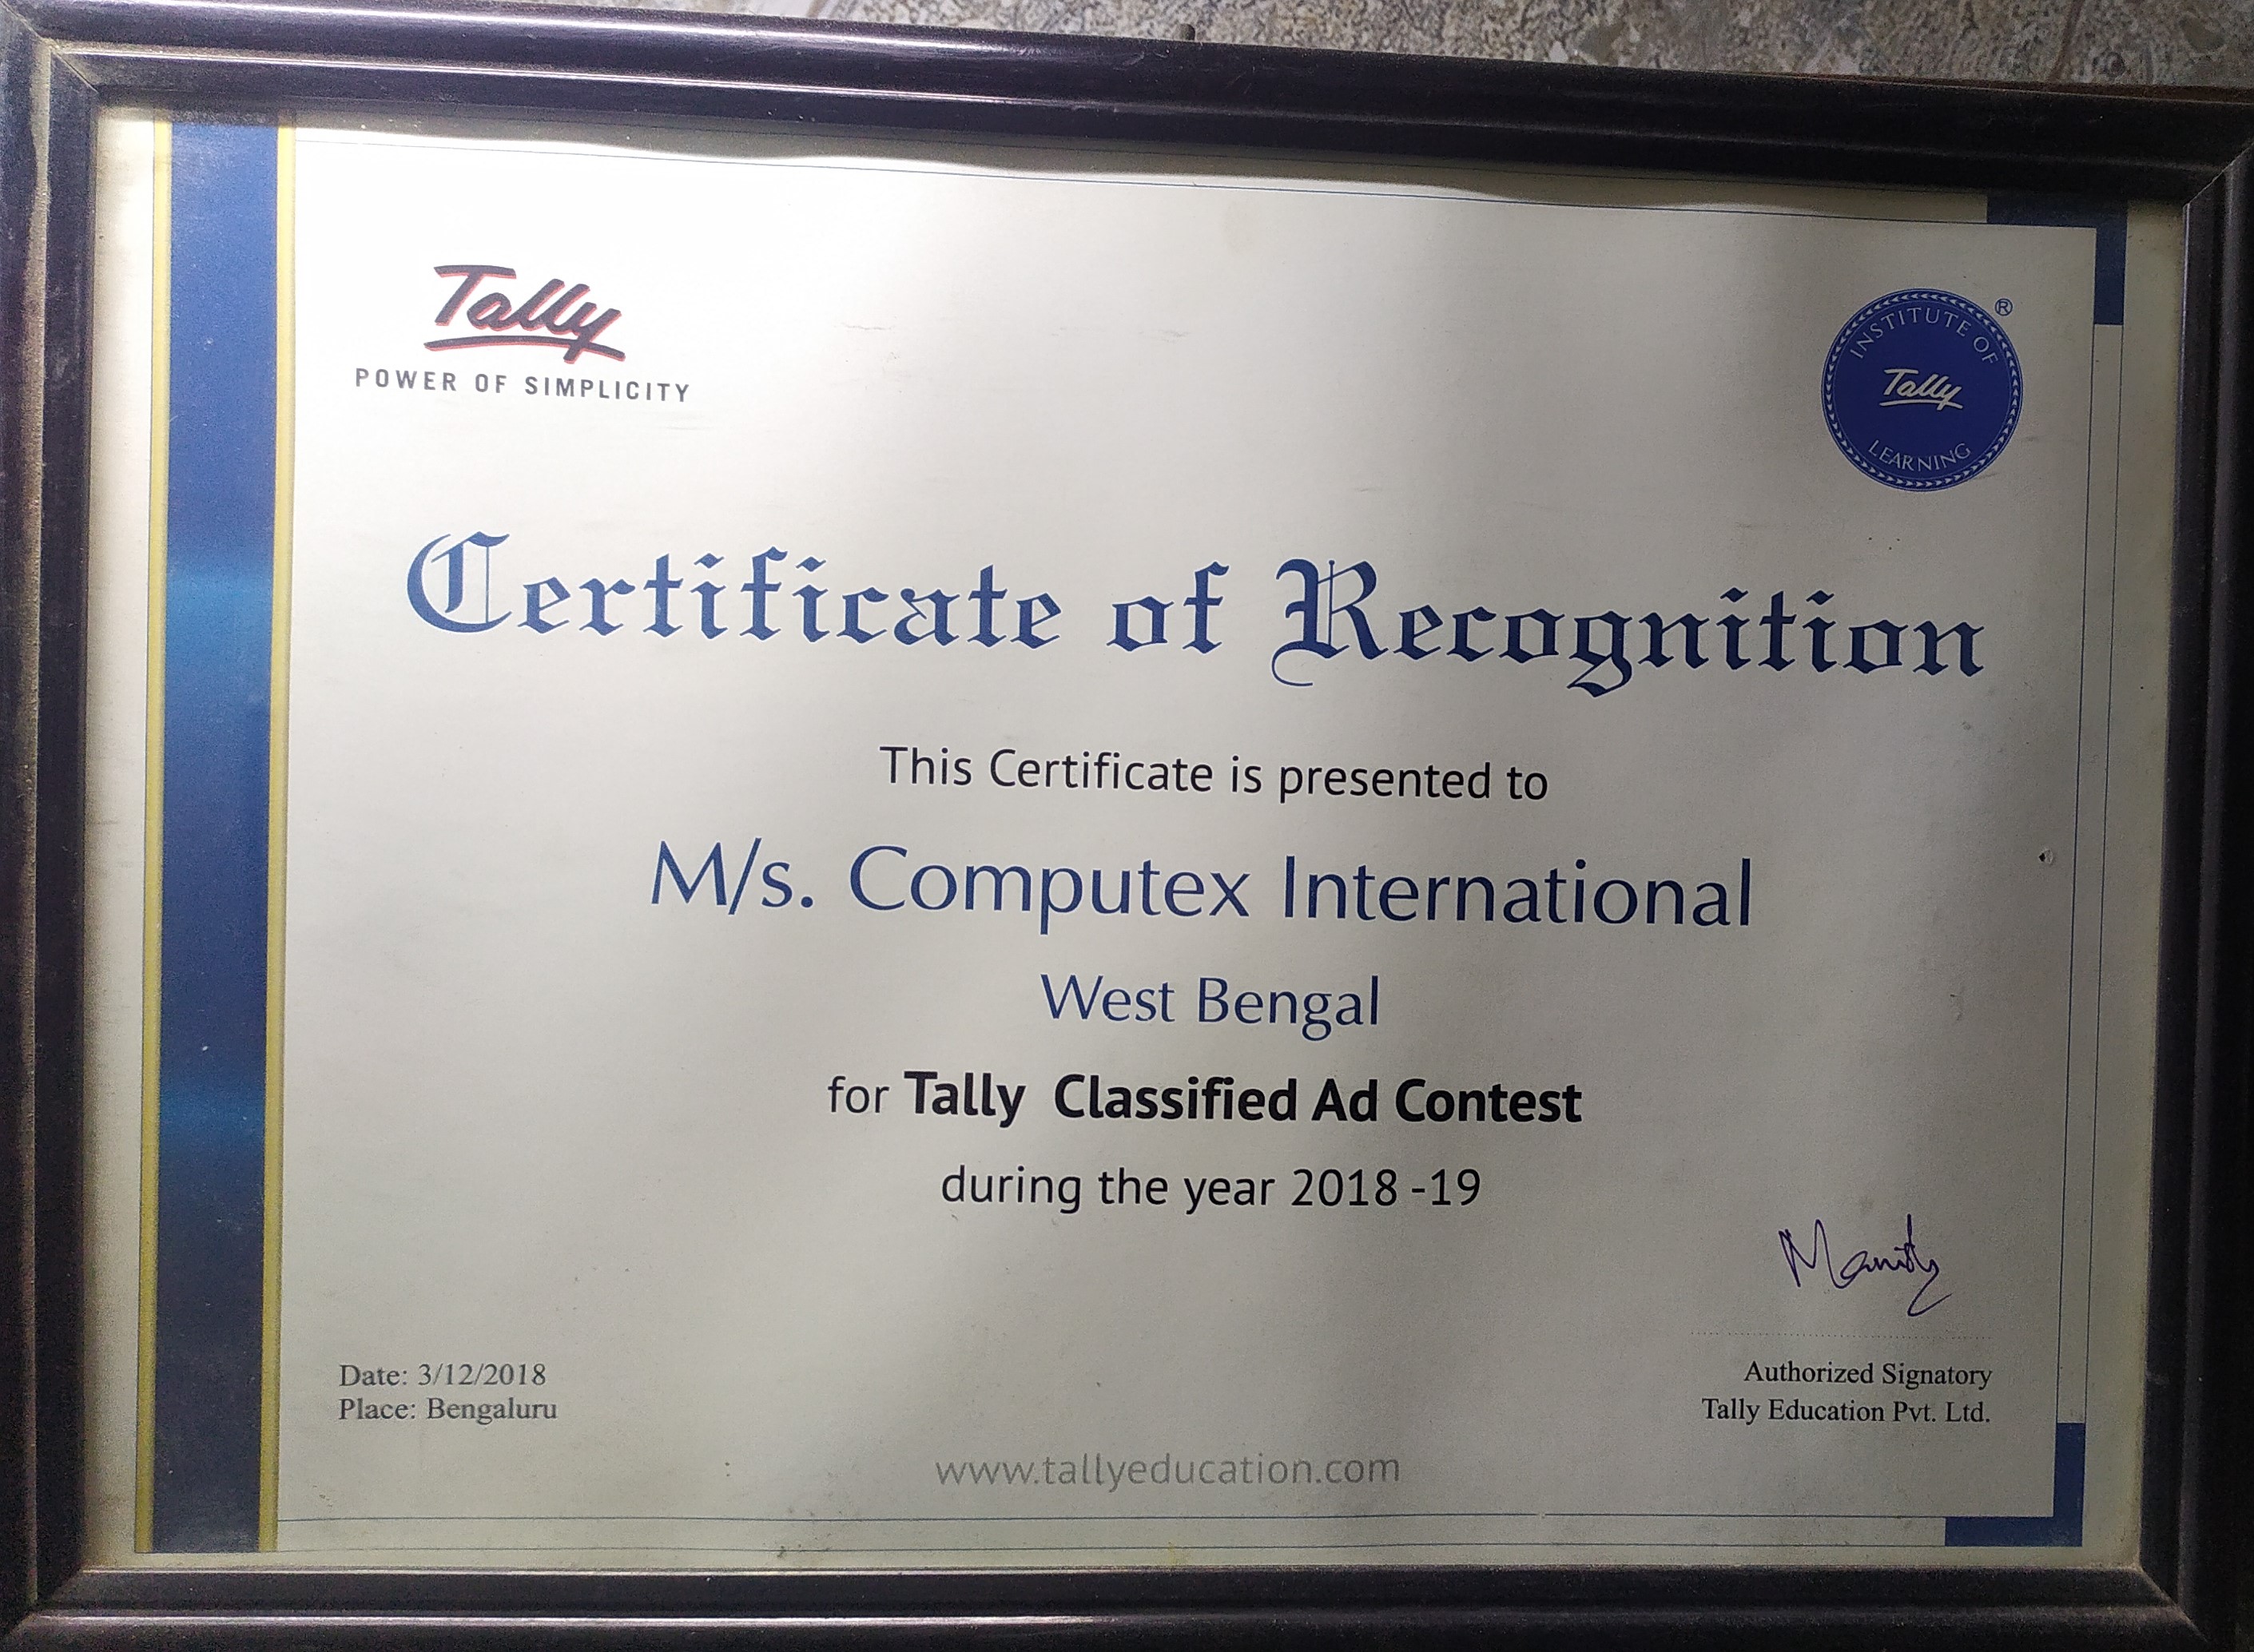 Tally
POWER OF SIMPLICITY
INSTITUTE OF
®
Tally
LEARNING
Certificate of Recognition
This Certificate is presented to
M/s. Computex International
West Bengal
for Tally Classified Ad Contest
during the year 2018 -19
Date: 3/12/2018
Place: Bengaluru
Authorized Signatory
Tally Education Pvt. Ltd.
www.tallyeducation.com